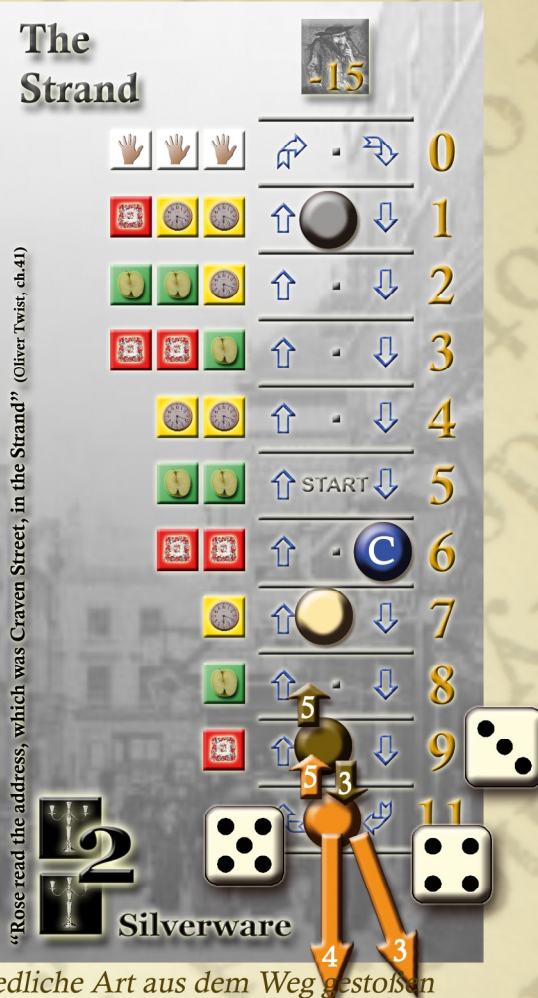 The
Strand
-15
0
1
2
3
4
START
5
C
6
7
8
5
9
5
3
11
2
Silverware
4
3
"Rose read the address, which was Craven Street, in the Strand" (Oliver Twist, ch.41)
edliche Art aus dem Weg gestoßen